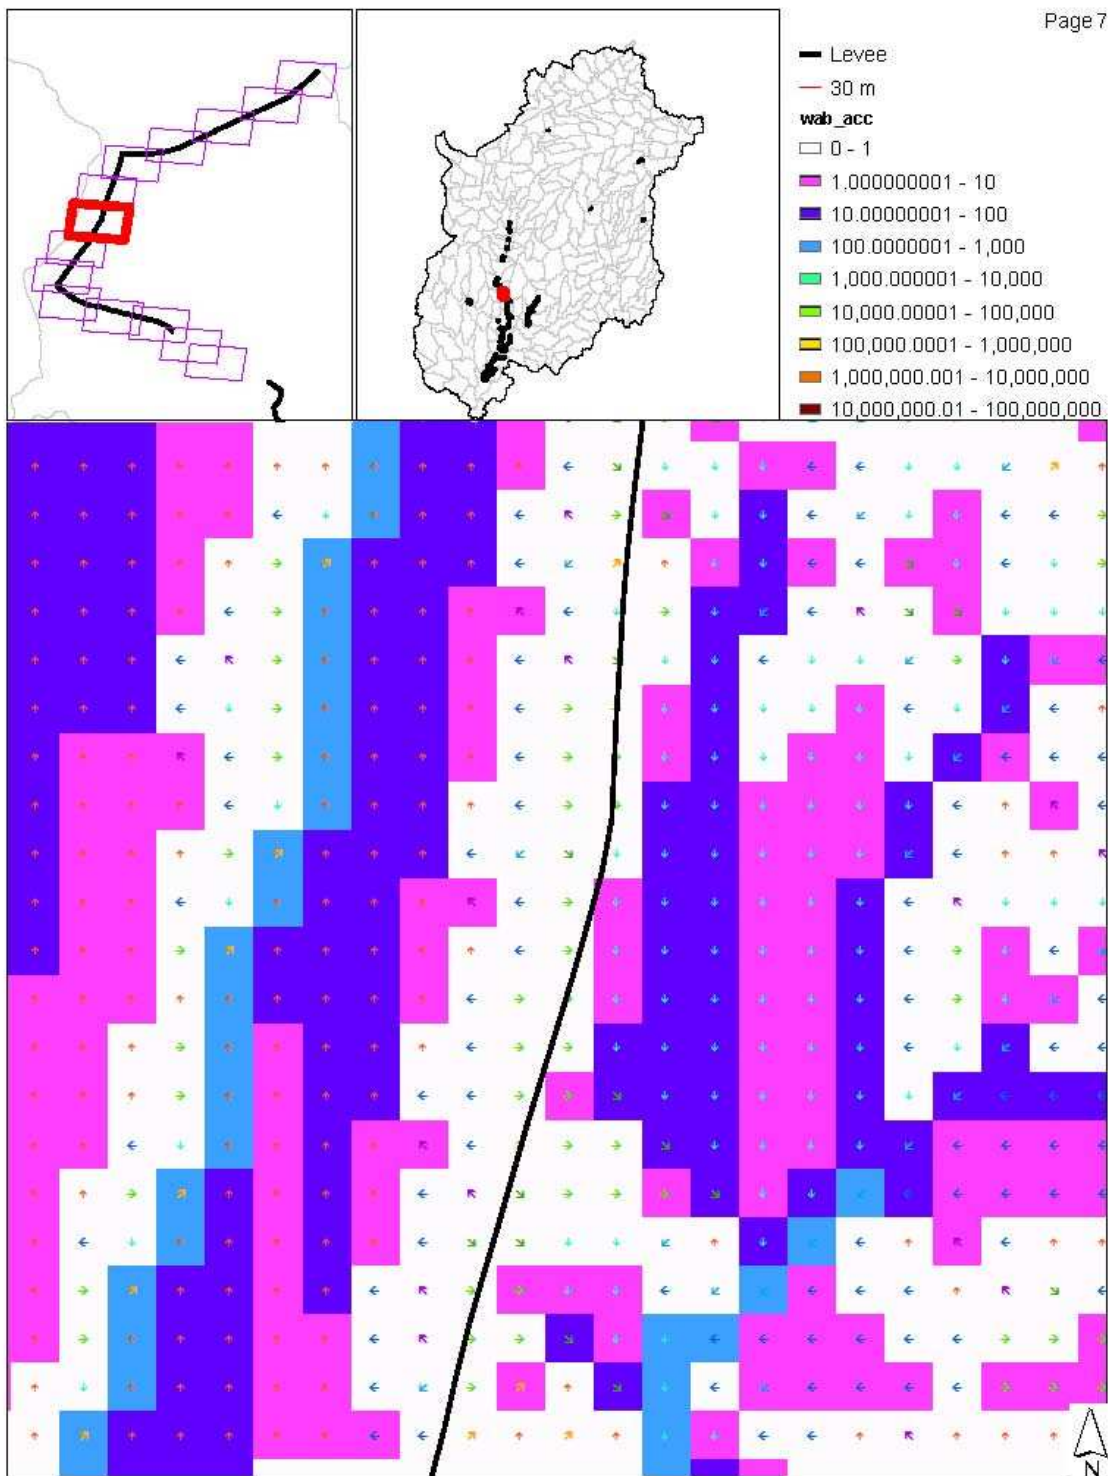 Page 7
Levee
30 m
wab_acc
0 - 1
1.000000001 - 10
10.00000001 - 100
100.0000001 - 1,000
1,000.000001 - 10,000
10,000.00001 - 100,000
100,000.0001 - 1,000,000
1,000,000.001 - 10,000,000
10,000,000.01 - 100,000,000
N